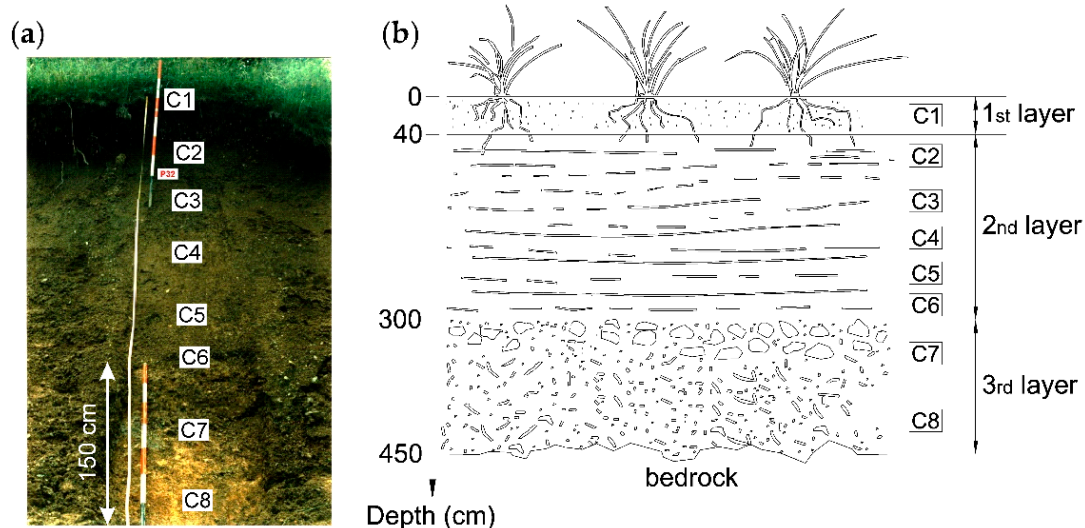 (a)
C1
C2
P32
C3
C4
C5
C6
C7
C8
150 cm
(b)
0
40
300
450
Depth (cm)
C1
C2
C3
C4
C5
C6
C7
C8
1st layer
2nd layer
3rd layer
bedrock